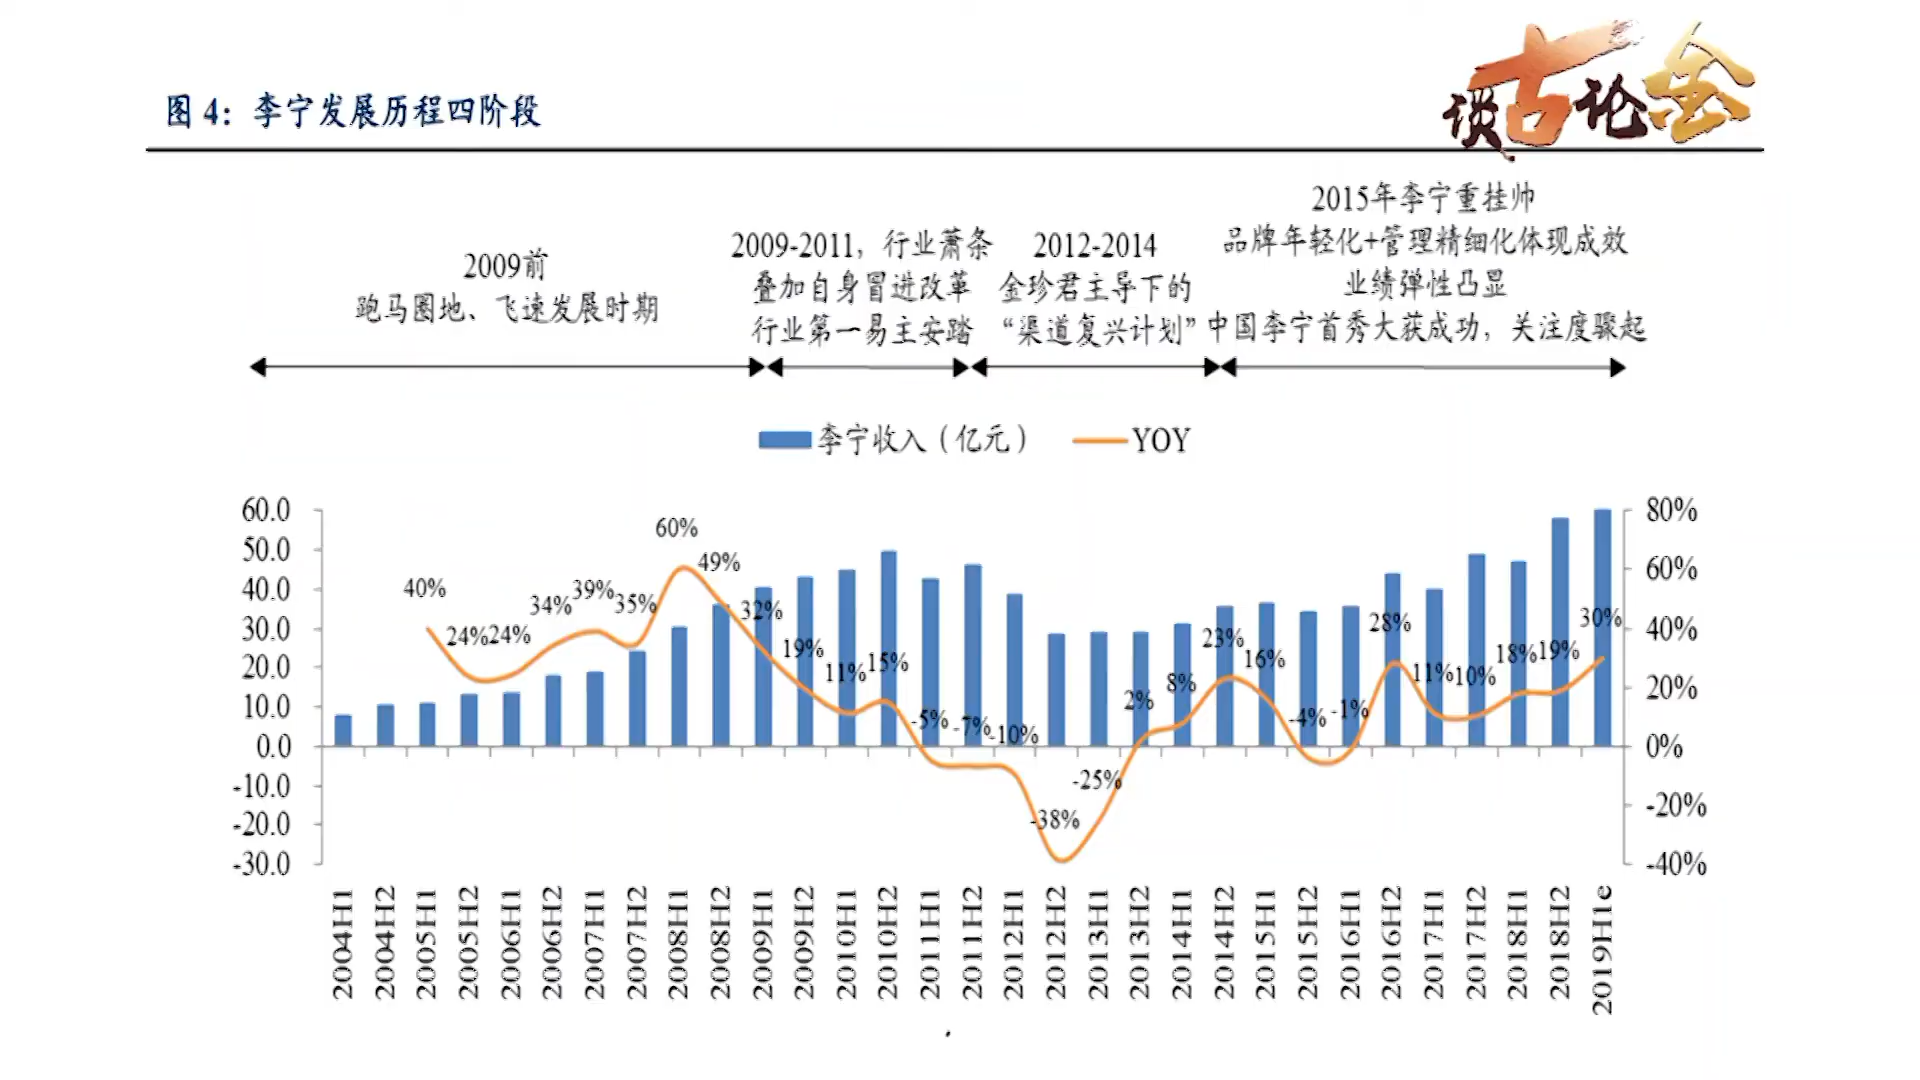 谈古论金
图 4：李宁发展历程四阶段
2009前
跑马圈地、飞速发展时期
2009-2011，行业萧条
叠加自身冒进改革
行业第一易主安踏
2012-2014
金珍君主导下的
“渠道复兴计划”
2015年李宁重挂帅
品牌年轻化+管理精细化体现成效
业绩弹性凸显
中国李宁首秀大获成功，关注度骤起
李宁收入（亿元） YOY
60.0
50.0
40.0
30.0
20.0
10.0
0.0
-10.0
-20.0
-30.0
40%
24%
24%
34%
39%
35%
60%
49%
32%
19%
11%
15%
-5%
-7%
-10%
-38%
-25%
2%
8%
23%
16%
-4%
-1%
28%
11%
10%
18%
19%
30%
80%
60%
40%
20%
0%
-20%
-40%
2004H1
2004H2
2005H1
2005H2
2006H1
2006H2
2007H1
2007H2
2008H1
2008H2
2009H1
2009H2
2010H1
2010H2
2011H1
2011H2
2012H1
2012H2
2013H1
2013H2
2014H1
2014H2
2015H1
2015H2
2016H1
2016H2
2017H1
2017H2
2018H1
2018H2
2019H1e